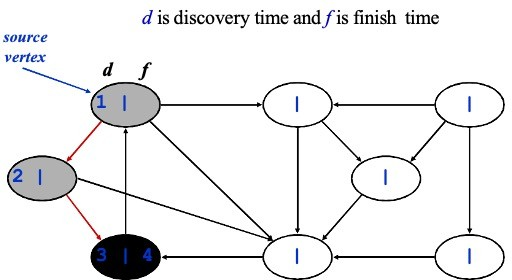 d is discovery time and f is finish time
source
vertex
d f
1 | | |
2 | |
3 | 4 | |